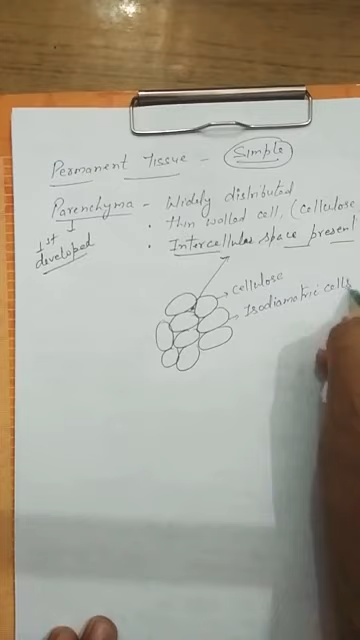 Permanent Tissue - Simple
Parenchyma - Widely distributed
1st developed
. Thin walled cell, (cellulose
. Intercellular space present
cellulose
Isodiametric cells